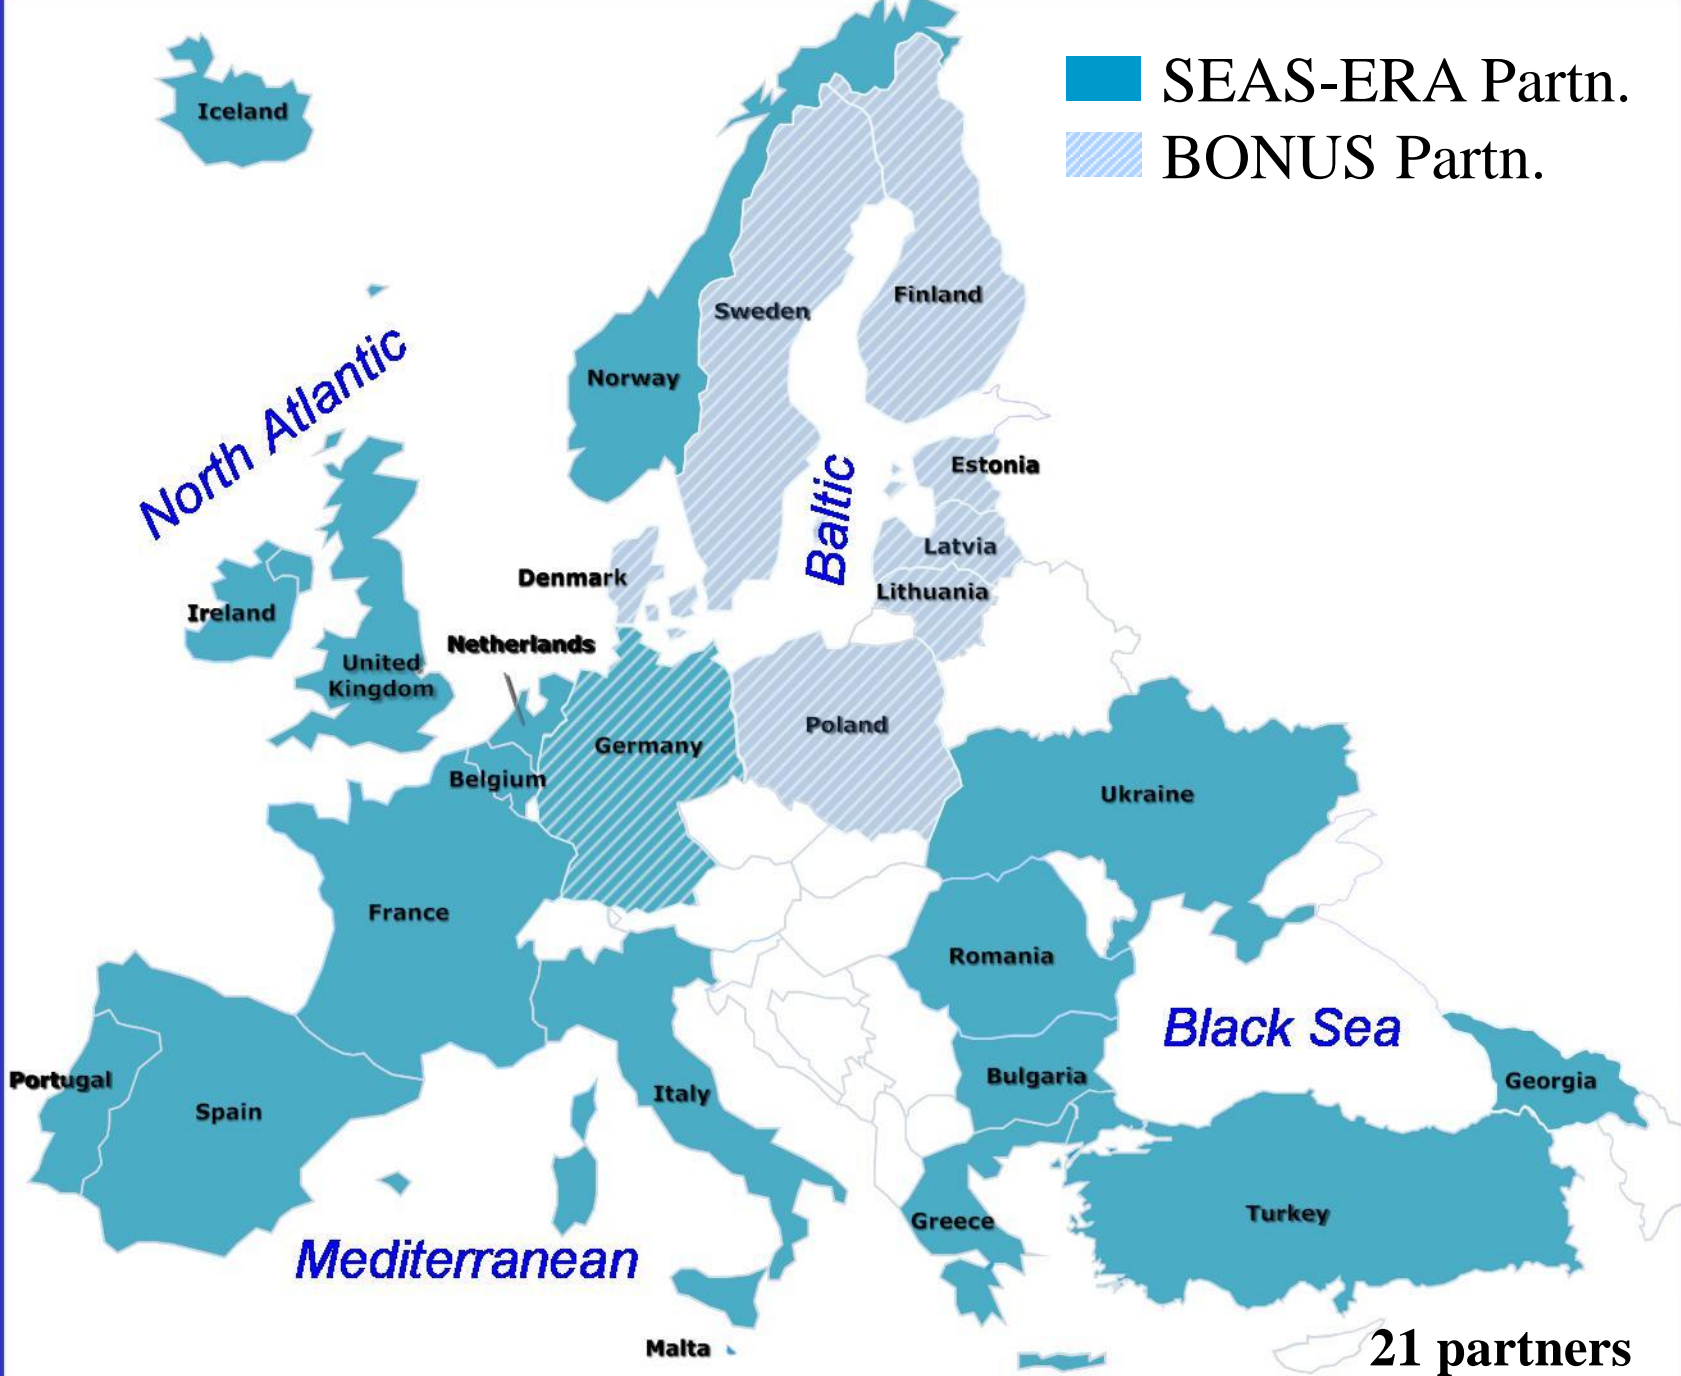 SEAS-ERA Partn.
BONUS Partn.
Iceland
Finland
Sweden
North Atlantic
Norway
Estonia
Baltic
Latvia
Denmark
Lithuania
Ireland
Netherlands
United
Kingdom
Poland
Germany
Belgium
Ukraine
France
Romania
Black Sea
Portugal
Bulgaria
Georgia
Italy
Spain
Greece
Turkey
Mediterranean
Malta
21 partners